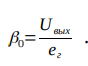 β₀ = Uвых / eг .